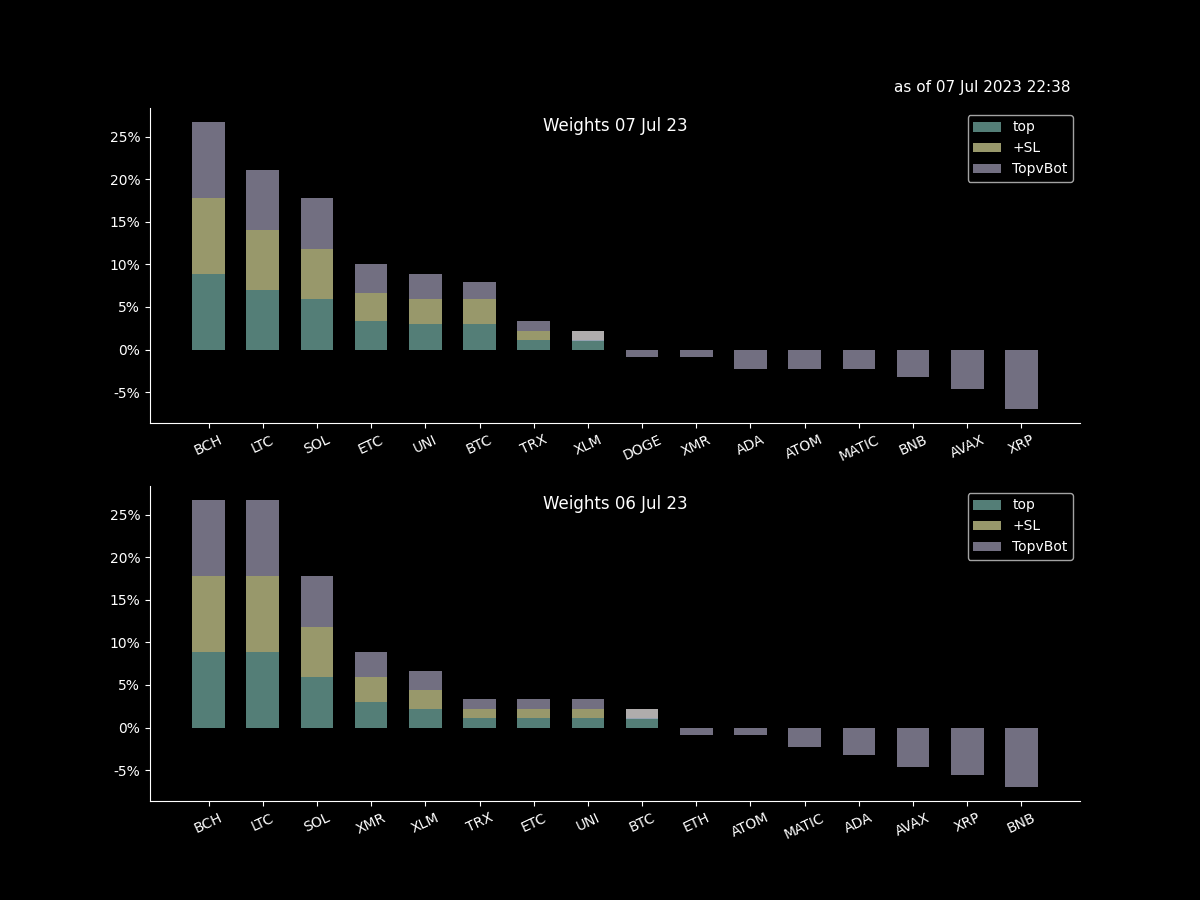 as of 07 Jul 2023 22:38
Weights 07 Jul 23
top
+SL
TopvBot
25%
20%
15%
10%
5%
0%
-5%
BCH LTC SOL ETC UNI BTC TRX XLM DOGE XMR ADA ATOM MATIC BNB AVAX XRP
Weights 06 Jul 23
top
+SL
TopvBot
25%
20%
15%
10%
5%
0%
-5%
BCH LTC SOL XMR XLM TRX ETC UNI BTC ETH ATOM MATIC ADA AVAX XRP BNB